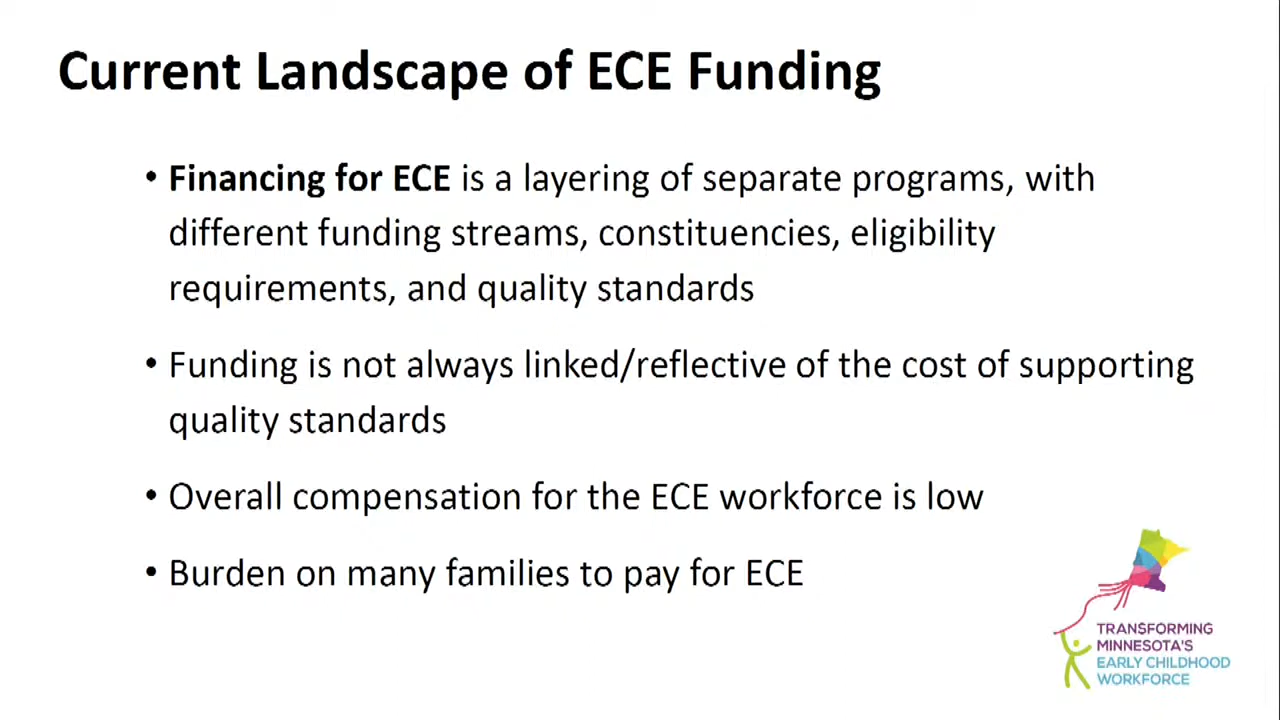 Current Landscape of ECE Funding
• Financing for ECE is a layering of separate programs, with
different funding streams, constituencies, eligibility
requirements, and quality standards
• Funding is not always linked/reflective of the cost of supporting
quality standards
• Overall compensation for the ECE workforce is low
• Burden on many families to pay for ECE
TRANSFORMING
MINNESOTA'S
EARLY CHILDHOOD
WORKFORCE